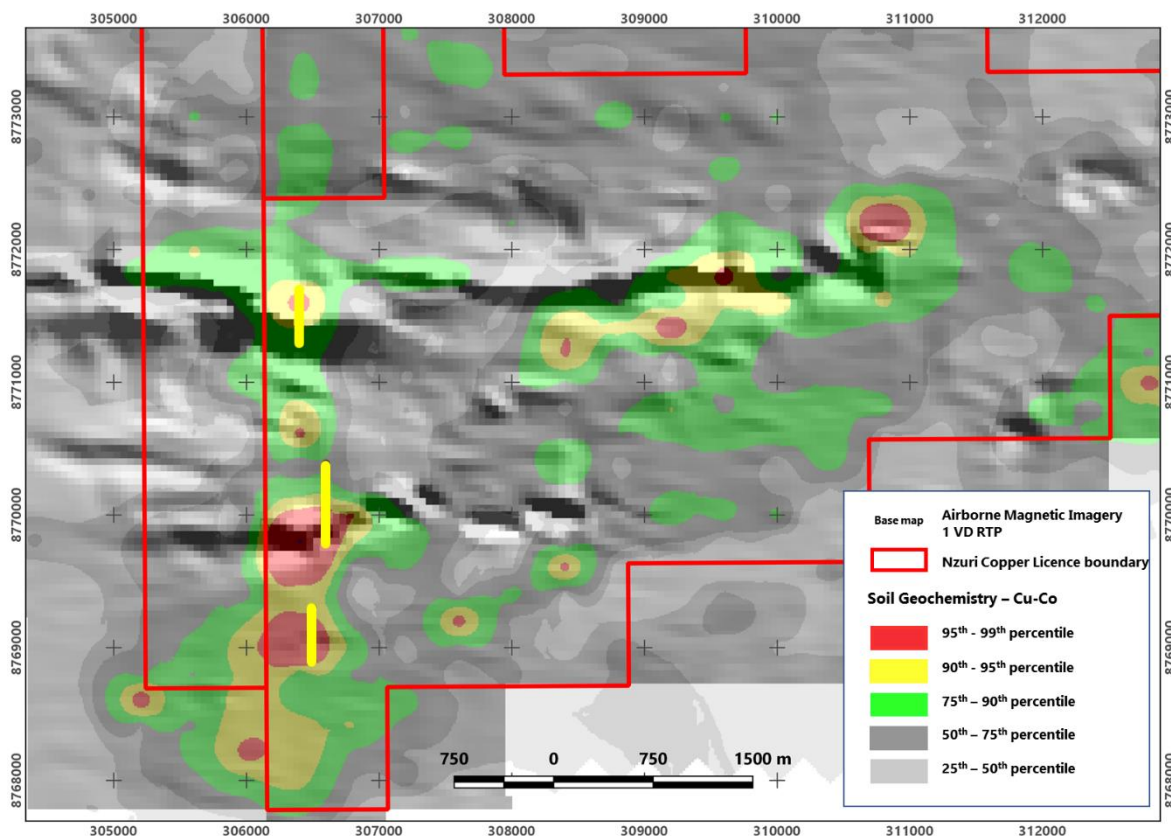 305000 306000 307000 308000 309000 310000 311000 312000
8773000 8773000
8772000 8772000
8771000 8771000
8770000 8770000
8769000 8769000
8768000 8768000
Base map Airborne Magnetic Imagery
1 VD RTP
Nzuri Copper Licence boundary
Soil Geochemistry – Cu-Co
95th - 99th percentile
90th - 95th percentile
75th – 90th percentile
50th – 75th percentile
25th – 50th percentile
750 0 750 1500 m
305000 306000 307000 308000 309000 310000 311000 312000